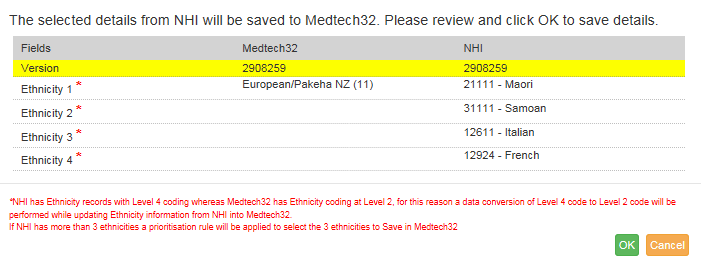 The selected details from NHI will be saved to Medtech32. Please review and click OK to save details.
Fields Medtech32 NHI
Version 2908259 2908259
Ethnicity 1 * European/Pakeha NZ (11) 21111 - Maori
Ethnicity 2 * 31111 - Samoan
Ethnicity 3 * 12611 - Italian
Ethnicity 4 * 12924 - French
*NHI has Ethnicity records with Level 4 coding whereas Medtech32 has Ethnicity coding at Level 2, for this reason a data conversion of Level 4 code to Level 2 code will be
performed while updating Ethnicity information from NHI into Medtech32.
If NHI has more than 3 ethnicities a prioritisation rule will be applied to select the 3 ethnicities to Save in Medtech32
OK Cancel